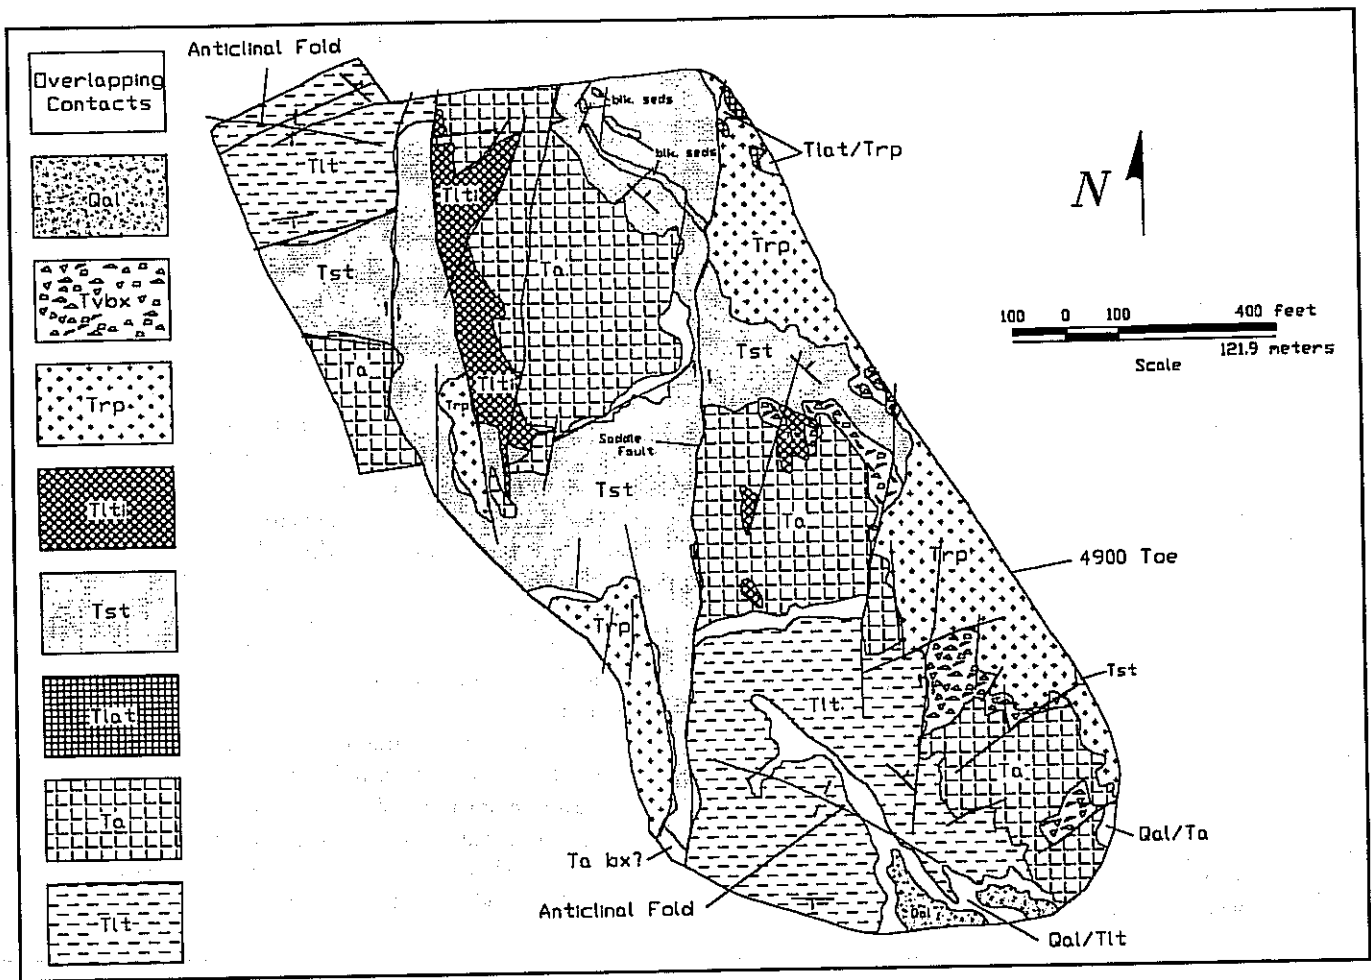 Anticlinal Fold
Overlapping
Contacts
Qal
Tvbx
Trp
Tlti
Tst
Tlat
Ta
Tlt
Tlt
Tst
Ta
Tlti
Tlti
Trp
Ta
blk. seds
blk. seds
Tlat/Trp
Trp
N
100 0 100 400 feet
121.9 meters
Scale
Tst
Saddle
Fault
Tst
Ta
Trp
4900 Toe
Trp
Tst
Tlt
Ta
Qal/Ta
Ta bx?
Anticlinal Fold
Qal
Qal/Tlt